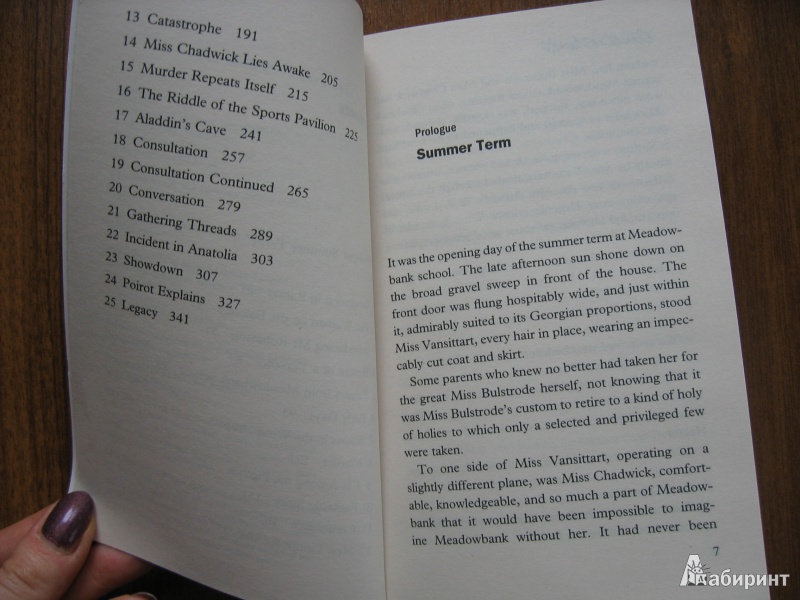 13 Catastrophe 191
14 Miss Chadwick Lies Awake 205
15 Murder Repeats Itself 215
16 The Riddle of the Sports Pavilion 225
17 Aladdin's Cave 241
18 Consultation 257
19 Consultation Continued 265
20 Conversation 279
21 Gathering Threads 289
22 Incident in Anatolia 303
23 Showdown 307
24 Poirot Explains 327
25 Legacy 341
Prologue
Summer Term
It was the opening day of the summer term at Meadow-
bank school. The late afternoon sun shone down on
the broad gravel sweep in front of the house. The
front door was flung hospitably wide, and just within
it, admirably suited to its Georgian proportions, stood
Miss Vansittart, every hair in place, wearing an impec-
cably cut coat and skirt.
Some parents who knew no better had taken her for
the great Miss Bulstrode herself, not knowing that it
was Miss Bulstrode's custom to retire to a kind of holy
of holies to which only a selected and privileged few
were taken.
To one side of Miss Vansittart, operating on a
slightly different plane, was Miss Chadwick, comfort-
able, knowledgeable, and so much a part of Meadow-
bank that it would have been impossible to imag-
ine Meadowbank without her. It had never been
7
Лабиринт